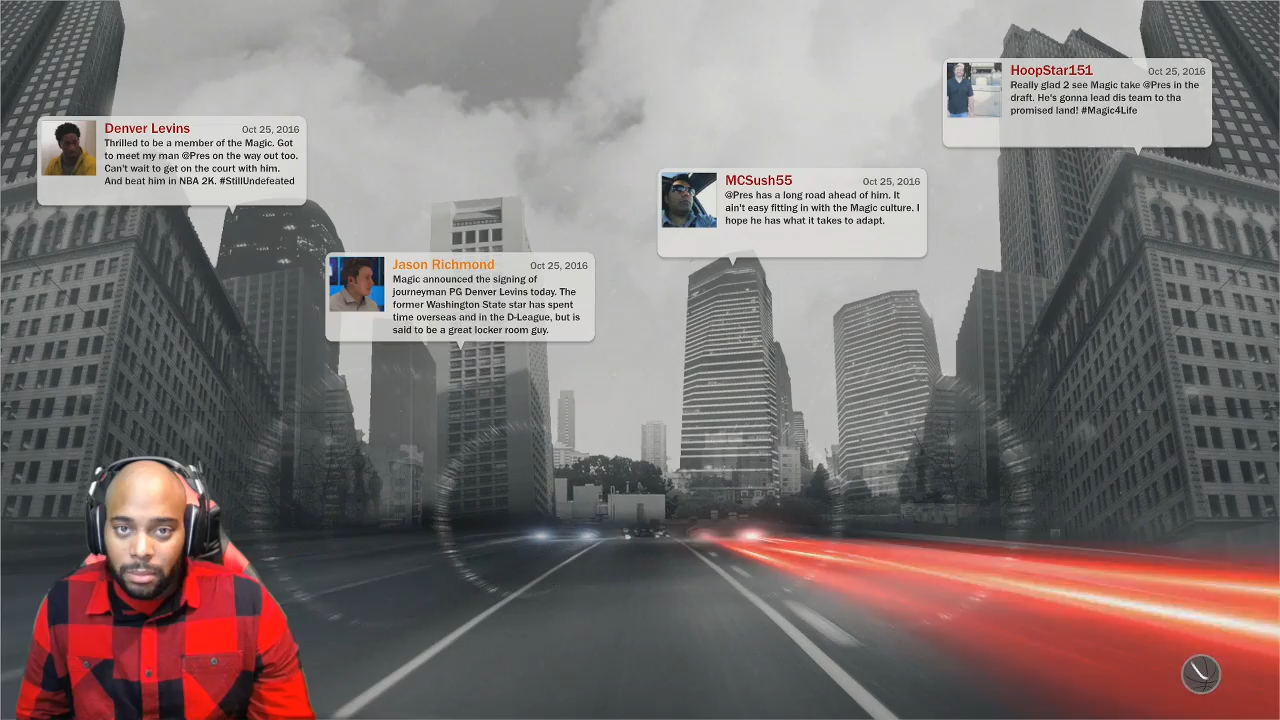 Denver Levins
Oct 25, 2016
Thrilled to be a member of the Magic. Got
to meet my man @Pres on the way out too.
Can't wait to get on the court with him.
And beat him in NBA 2K. #StillUndefeated
Jason Richmond
Oct 25, 2016
Magic announced the signing of
journeyman PG Denver Levins today. The
former Washington State star has spent
time overseas and in the D-League, but is
said to be a great locker room guy.
MCSush55
Oct 25, 2016
@Pres has a long road ahead of him. It
ain't easy fitting in with the Magic culture. I
hope he has what it takes to adapt.
HoopStar151
Oct 25, 2016
Really glad 2 see Magic take @Pres in the
draft. He's gonna lead dis team to tha
promised land! #Magic4Life